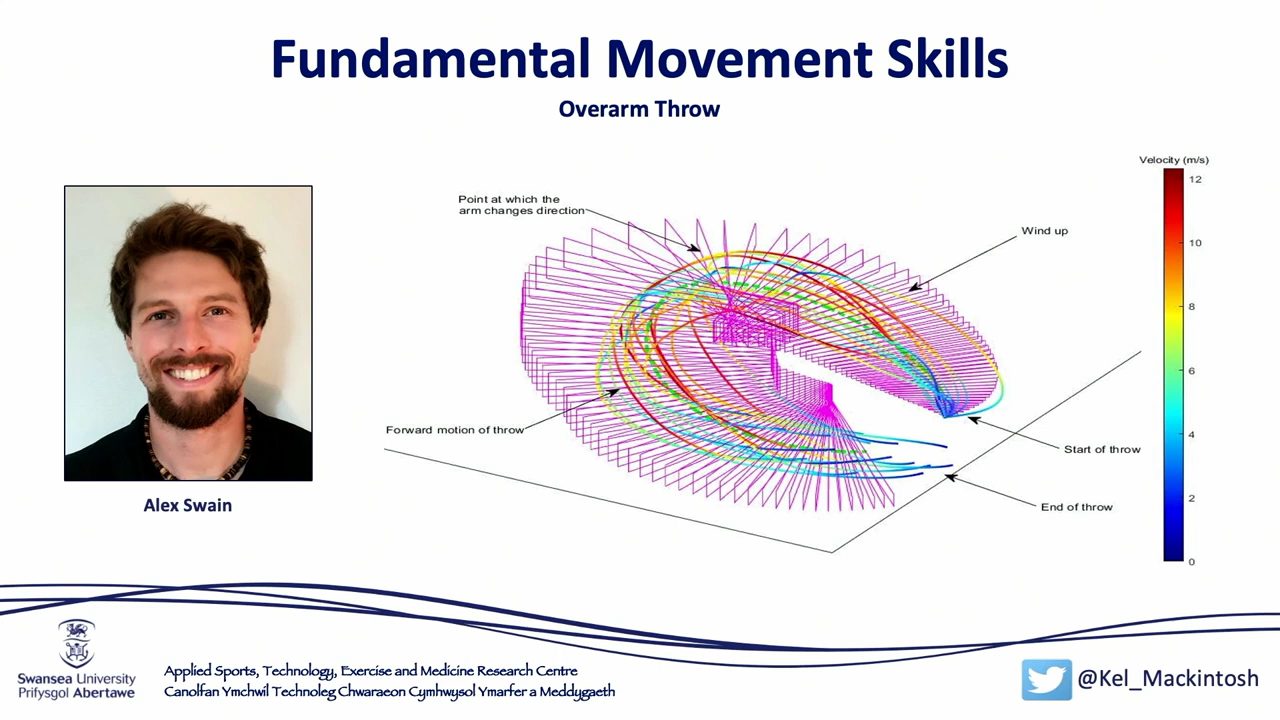 Fundamental Movement Skills
Overarm Throw
Velocity (m/s)
12
10
8
6
4
2
0
Point at which the
arm changes direction
Wind up
Forward motion of throw
Start of throw
End of throw
Alex Swain
Swansea University
Prifysgol Abertawe
Applied Sports, Technology, Exercise and Medicine Research Centre
Canolfan Ymchwil Technoleg Chwaraeon Cymhwysol Ymarfer a Meddygaeth
@Kel_Mackintosh